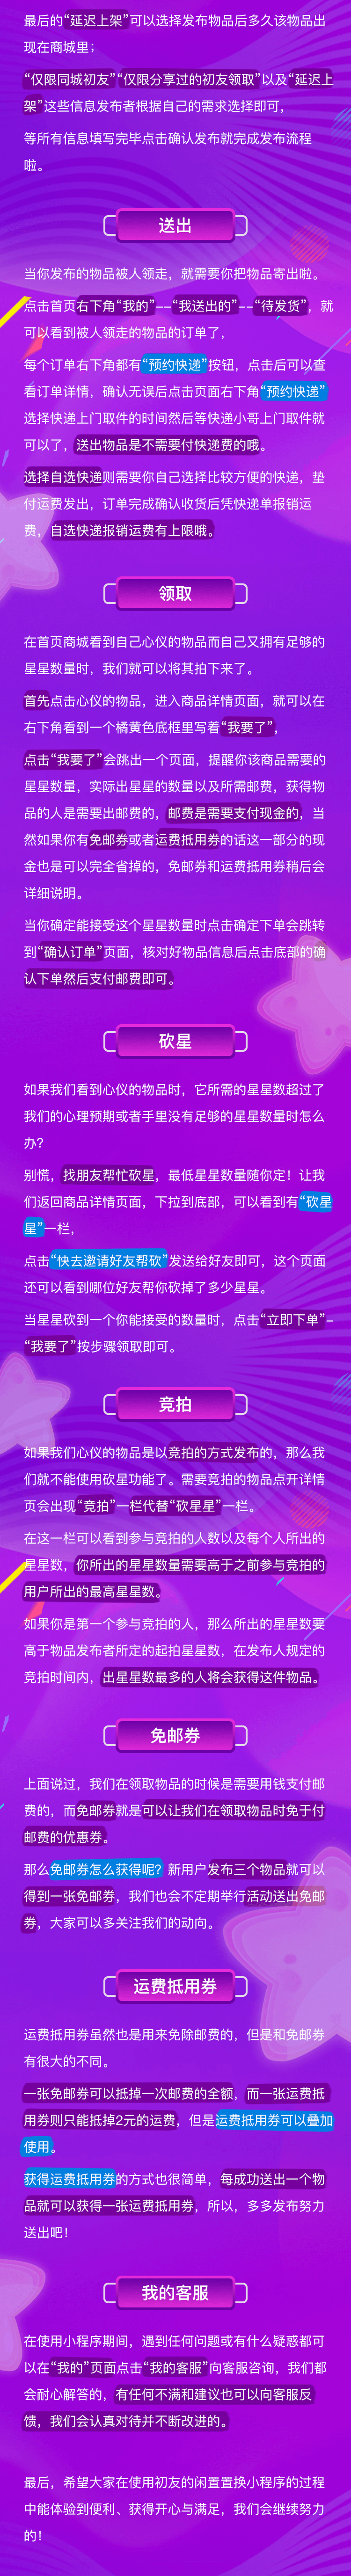 最后的“延迟上架”可以选择发布物品后多久该物品出
现在商城里；
“仅限同城初友”“仅限分享过的初友领取”以及“延迟上
架”这些信息发布者根据自己的需求选择即可，
等所有信息填写完毕点击确认发布就完成发布流程
啦。
送出
当你发布的物品被人领走，就需要你把物品寄出啦。
点击首页右下角“我的”--“我送出的”--“待发货”，就
可以看到被人领走的物品的订单了，
每个订单右下角都有“预约快递”按钮，点击后可以查
看订单详情，确认无误后点击页面右下角“预约快递”
选择快递上门取件的时间然后等快递小哥上门取件就
可以了，送出物品是不需要付快递费的哦。
选择自选快递则需要你自己选择比较方便的快递，垫
付运费发出，订单完成确认收货后凭快递单报销运
费，自选快递报销运费有上限哦。
领取
在首页商城看到自己心仪的物品而自己又拥有足够的
星星数量时，我们就可以将其拍下来了。
首先点击心仪的物品，进入商品详情页面，就可以在
右下角看到一个橘黄色底框里写着“我要了”，
点击“我要了”会跳出一个页面，提醒你该商品需要的
星星数量，实际出星星的数量以及所需邮费，获得物
品的人是需要出邮费的，邮费是需要支付现金的，当
然如果你有免邮券或者运费抵用券的话这一部分的现
金也是可以完全省掉的，免邮券和运费抵用券稍后会
详细说明。
当你确定能接受这个星星数量时点击确定下单会跳转
到“确认订单”页面，核对好物品信息后点击底部的确
认下单然后支付邮费即可。
砍星
如果我们看到心仪的物品时，它所需的星星数超过了
我们的心理预期或者手里没有足够的星星数量时怎么
办？
别慌，找朋友帮忙砍星，最低星星数量随你定！让我
们返回商品详情页面，下拉到底部，可以看到有“砍星
星”一栏，
点击“快去邀请好友帮砍”发送给好友即可，这个页面
还可以看到哪位好友帮你砍掉了多少星星。
当星星砍到一个你能接受的数量时，点击“立即下单”-
“我要了”按步骤领取即可。
竞拍
如果我们心仪的物品是以竞拍的方式发布的，那么我
们就不能使用砍星功能了。需要竞拍的物品点开详情
页会出现“竞拍”一栏代替“砍星星”一栏。
在这一栏可以看到参与竞拍的人数以及每个人所出的
星星数，你所出的星星数量需要高于之前参与竞拍的
用户所出的最高星星数。
如果你是第一个参与竞拍的人，那么所出的星星数要
高于物品发布者所定的起拍星星数，在发布人规定的
竞拍时间内，出星星数最多的人将会获得这件物品。
免邮券
上面说过，我们在领取物品的时候是需要用钱支付邮
费的，而免邮券就是可以让我们在领取物品时免于付
邮费的优惠券。
那么免邮券怎么获得呢？新用户发布三个物品就可以
得到一张免邮券，我们也会不定期举行活动送出免邮
券，大家可以多关注我们的动向。
运费抵用券
运费抵用券虽然也是用来免除邮费的，但是和免邮券
有很大的不同。
一张免邮券可以抵掉一次邮费的全额，而一张运费抵
用券则只能抵掉2元的运费，但是运费抵用券可以叠加
使用。
获得运费抵用券的方式也很简单，每成功送出一个物
品就可以获得一张运费抵用券，所以，多多发布努力
送出吧！
我的客服
在使用小程序期间，遇到任何问题或有什么疑惑都可
以在“我的”页面点击“我的客服”向客服咨询，我们都
会耐心解答的，有任何不满和建议也可以向客服反
馈，我们会认真对待并不断改进的。
最后，希望大家在使用初友的闲置置换小程序的过程
中能体验到便利、获得开心与满足，我们会继续努力
的！